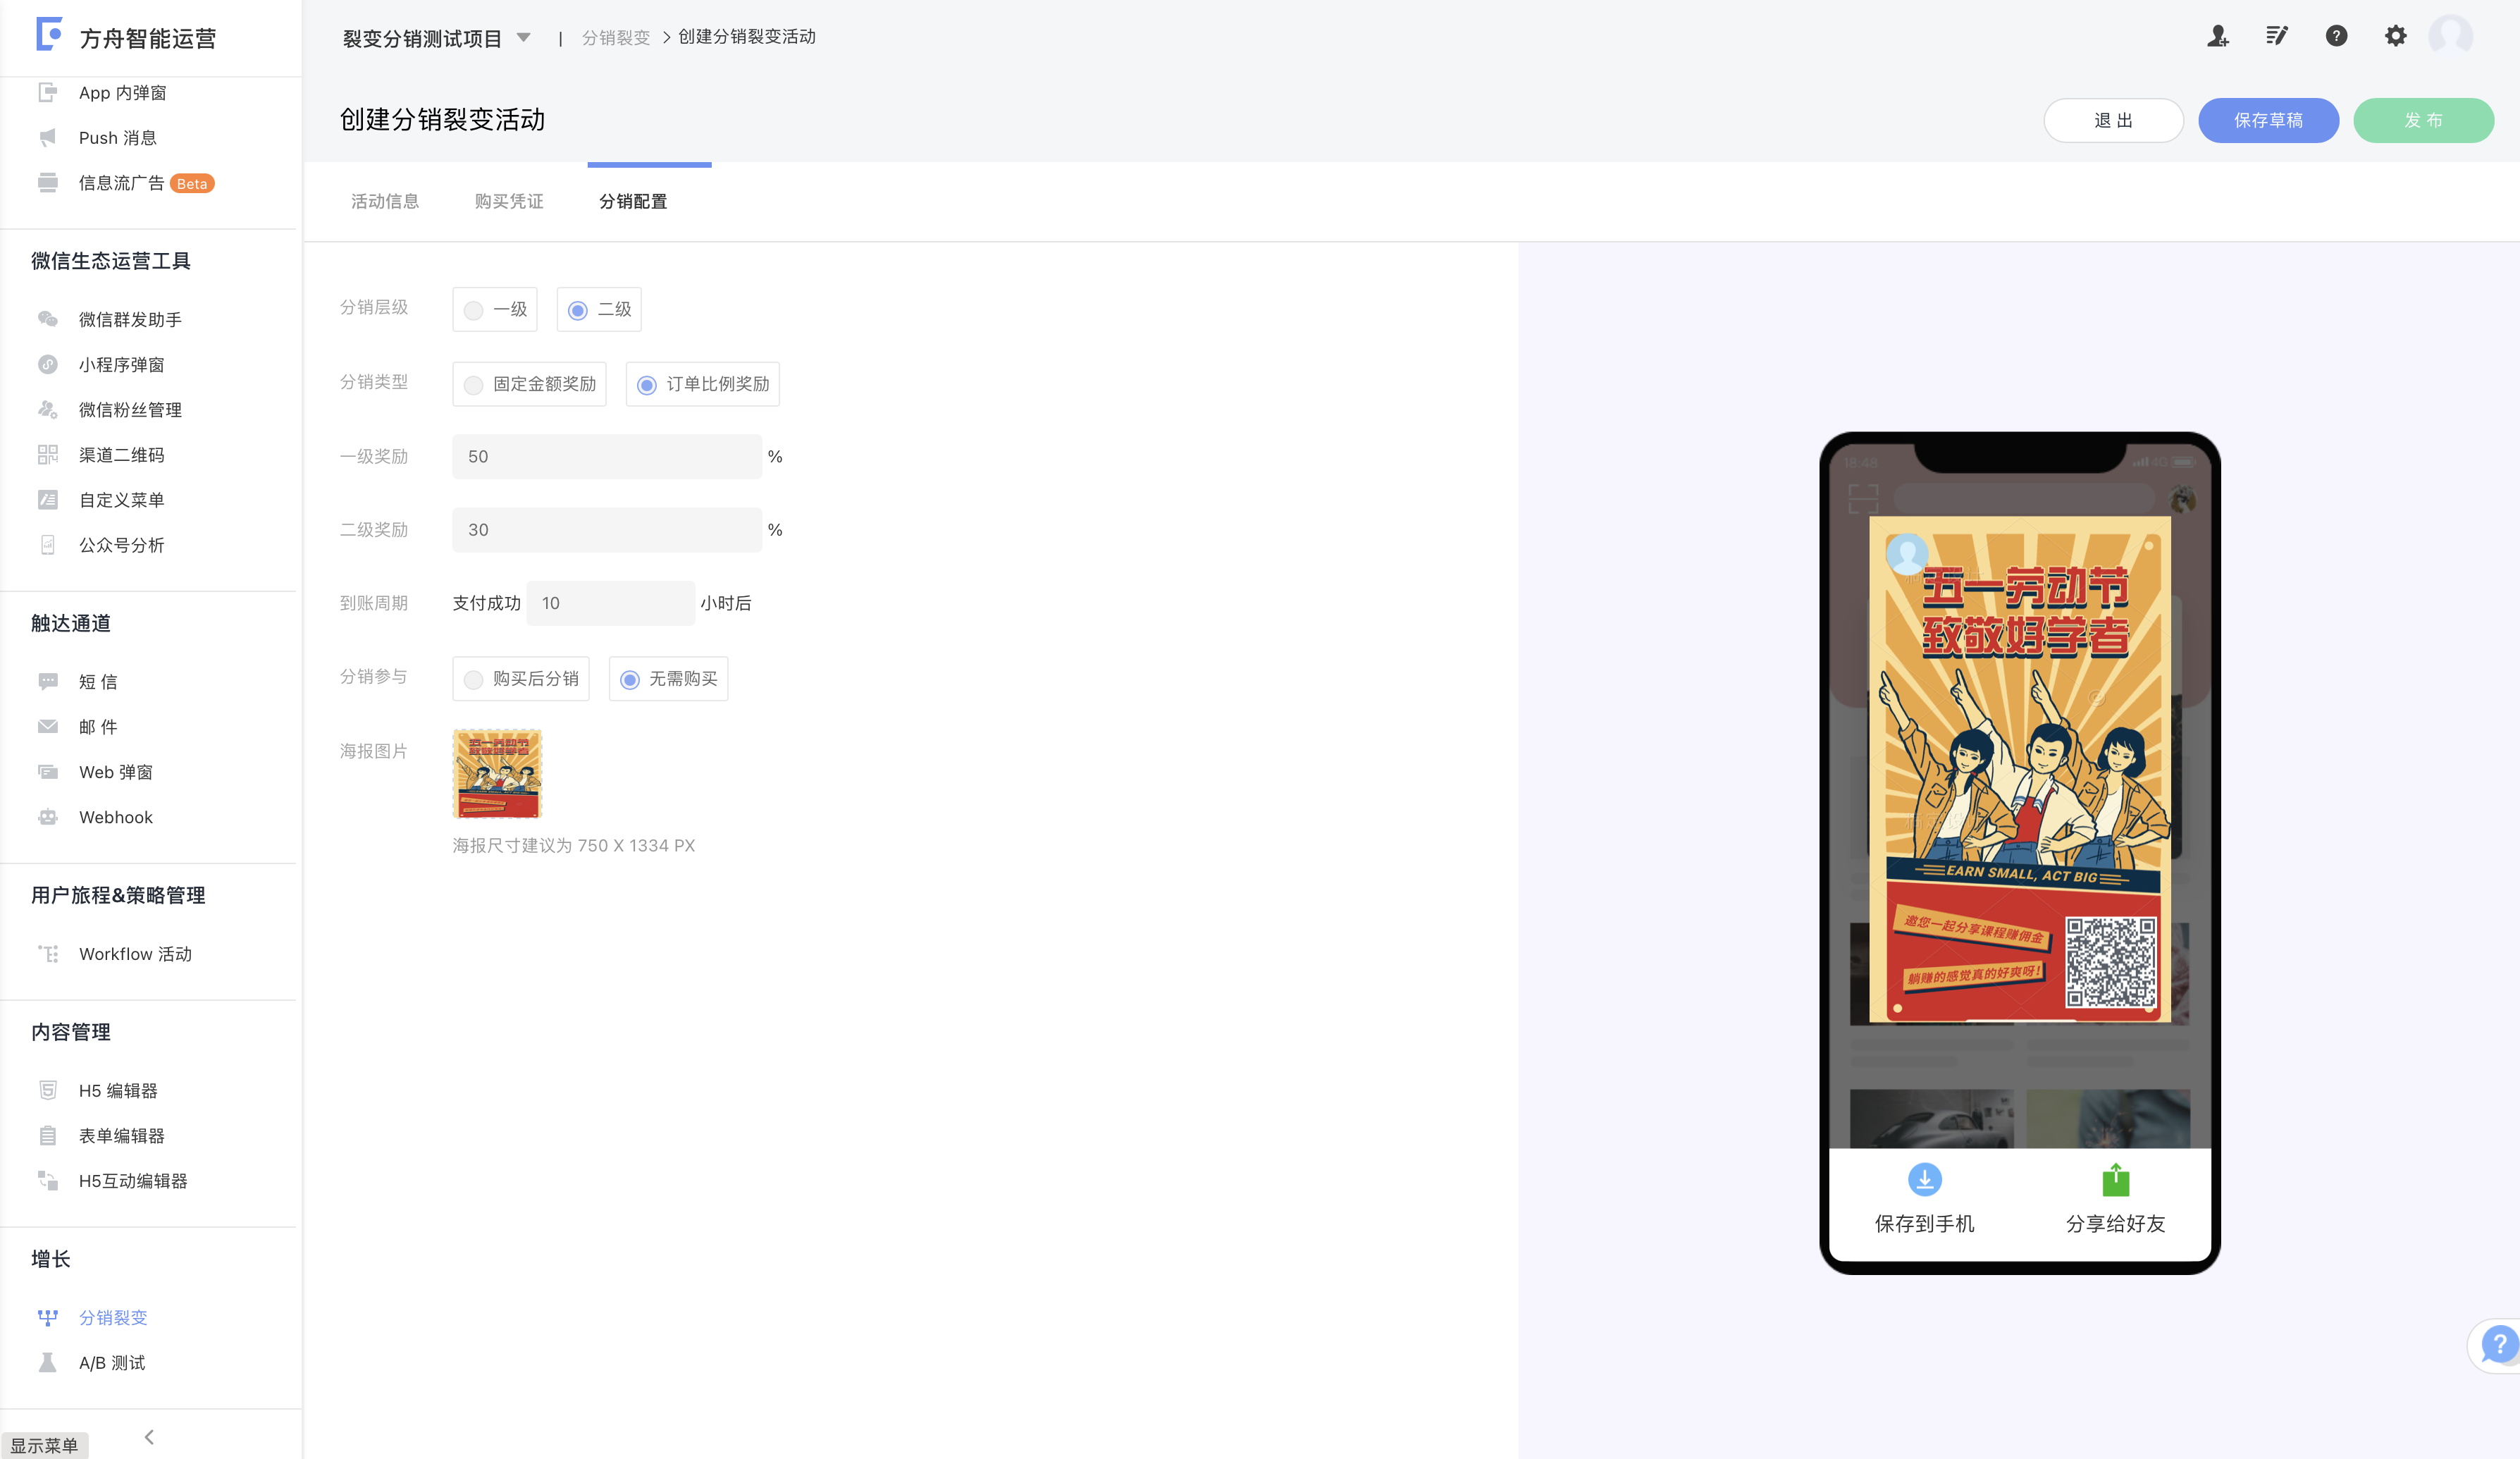 方舟智能运营
裂变分销测试项目 | 分销裂变 > 创建分销裂变活动
App 内弹窗
Push 消息
信息流广告 Beta
微信生态运营工具
微信群发助手
小程序弹窗
微信粉丝管理
渠道二维码
自定义菜单
公众号分析
触达通道
短 信
邮 件
Web 弹窗
Webhook
用户旅程&策略管理
Workflow 活动
内容管理
H5 编辑器
表单编辑器
H5互动编辑器
增长
分销裂变
A/B 测试
显示菜单
创建分销裂变活动
退 出
保存草稿
发 布
活动信息 购买凭证 分销配置
分销层级 一级 二级
分销类型 固定金额奖励 订单比例奖励
一级奖励 50 %
二级奖励 30 %
到账周期 支付成功 10 小时后
分销参与 购买后分销 无需购买
海报图片
五一劳动节
致敬好学者
海报尺寸建议为 750 X 1334 PX
18:48 4G
五一劳动节
致敬好学者
EARN SMALL, ACT BIG
邀您一起分享课程赚佣金
躺赚的感觉真的好爽呀!
保存到手机 分享给好友